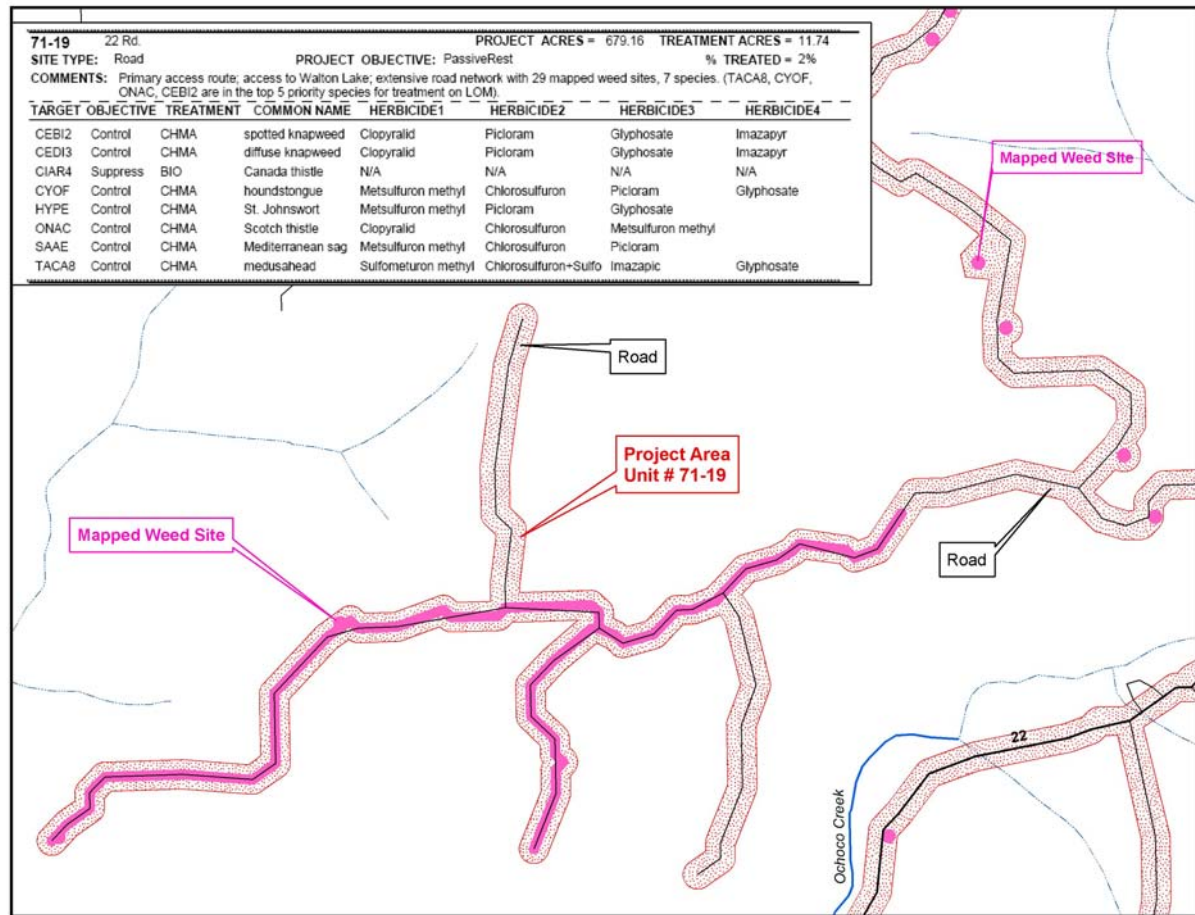 71-19 22 Rd. PROJECT ACRES = 679.16 TREATMENT ACRES = 11.74
SITE TYPE: Road PROJECT OBJECTIVE: PassiveRest % TREATED = 2%
COMMENTS: Primary access route; access to Walton Lake; extensive road network with 29 mapped weed sites, 7 species. (TACA8, CYOF,
ONAC, CEBI2 are in the top 5 priority species for treatment on LOM).
TARGET OBJECTIVE TREATMENT COMMON NAME HERBICIDE1 HERBICIDE2 HERBICIDE3 HERBICIDE4
CEBI2 Control CHMA spotted knapweed Clopyralid Picloram Glyphosate Imazapyr
CEDI3 Control CHMA diffuse knapweed Clopyralid Picloram Glyphosate Imazapyr
CIAR4 Suppress BIO Canada thistle N/A N/A N/A N/A
CYOF Control CHMA houndstongue Metsulfuron methyl Chlorosulfuron Picloram Glyphosate
HYPE Control CHMA St. Johnswort Metsulfuron methyl Picloram Glyphosate
ONAC Control CHMA Scotch thistle Clopyralid Chlorosulfuron Metsulfuron methyl
SAAE Control CHMA Mediterranean sag Metsulfuron methyl Chlorosulfuron Picloram
TACA8 Control CHMA medusahead Sulfometuron methyl Chlorosulfuron+Sulfo Imazapic Glyphosate
Mapped Weed Site
Road
Project Area
Unit # 71-19
Mapped Weed Site
Road
22
Ochoco Creek